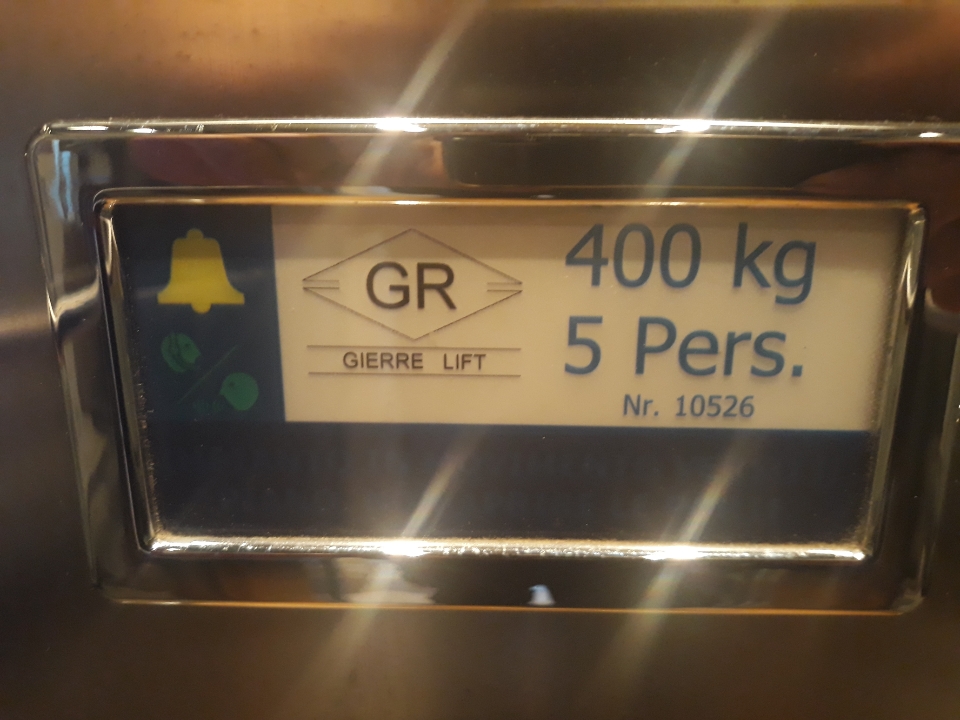 GR
GIERRE LIFT
400 kg
5 Pers.
Nr. 10526